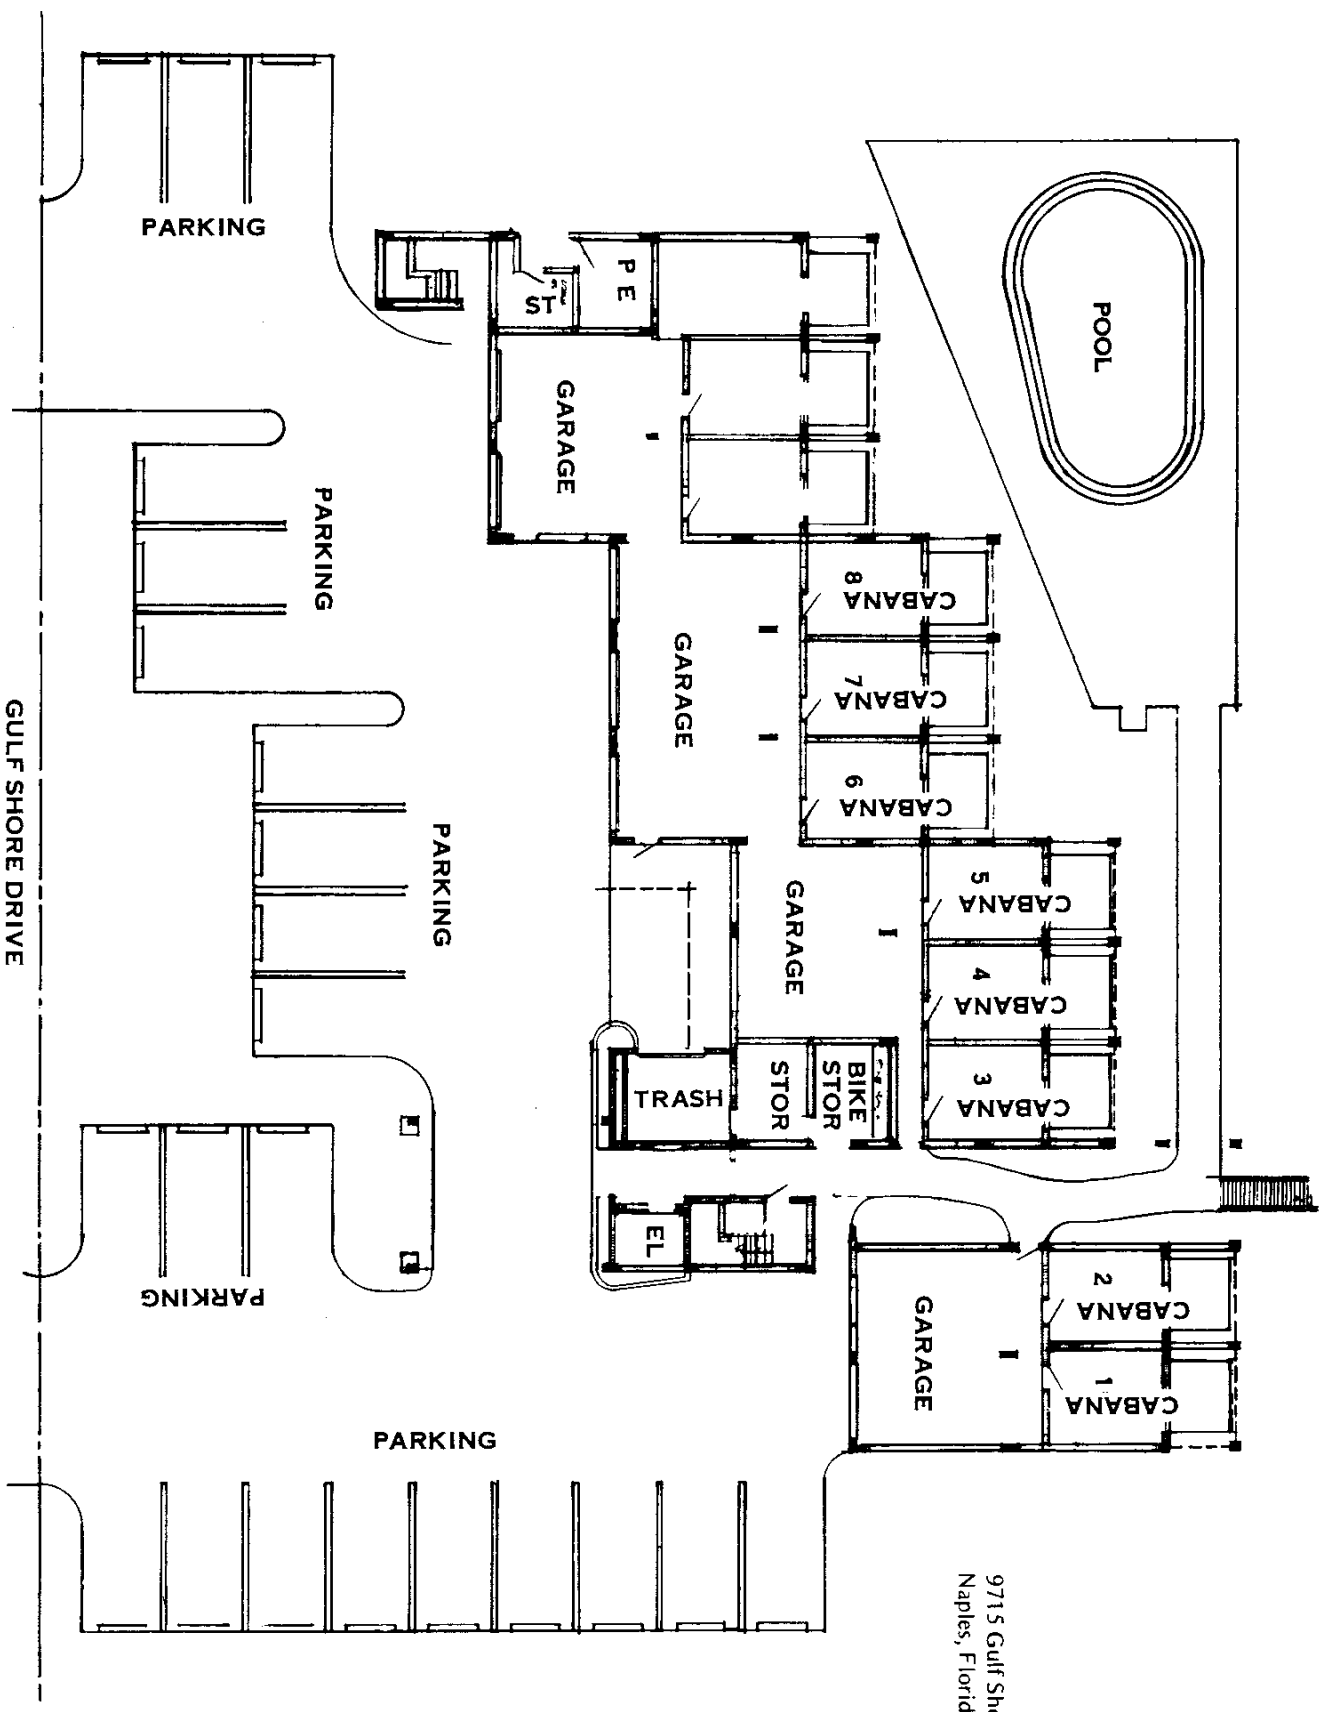 PARKING
P E
ST
POOL
GARAGE
PARKING
8
CABANA
GARAGE
7
CABANA
6
CABANA
GULF SHORE DRIVE
PARKING
GARAGE
5
CABANA
4
CABANA
3
CABANA
TRASH
STOR
BIKE
STOR
EL
PARKING
2
CABANA
GARAGE
1
CABANA
PARKING
9715 Gulf Sho
Naples, Florid